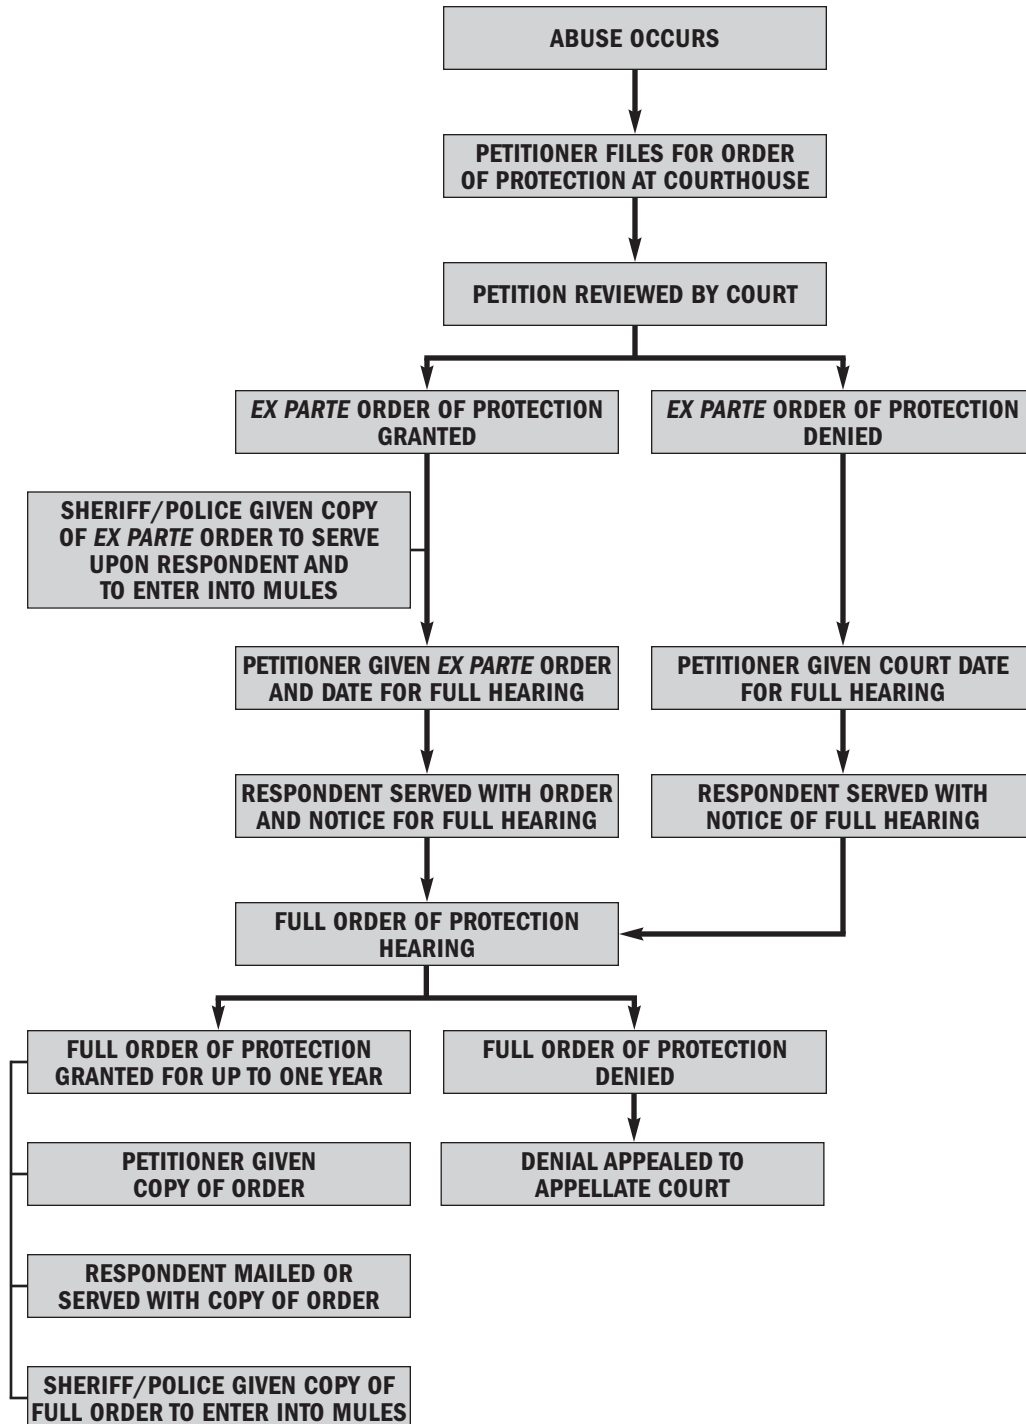 ABUSE OCCURS
PETITIONER FILES FOR ORDER
OF PROTECTION AT COURTHOUSE
PETITION REVIEWED BY COURT
EX PARTE ORDER OF PROTECTION
GRANTED
EX PARTE ORDER OF PROTECTION
DENIED
SHERIFF/POLICE GIVEN COPY
OF EX PARTE ORDER TO SERVE
UPON RESPONDENT AND
TO ENTER INTO MULES
PETITIONER GIVEN EX PARTE ORDER
AND DATE FOR FULL HEARING
PETITIONER GIVEN COURT DATE
FOR FULL HEARING
RESPONDENT SERVED WITH ORDER
AND NOTICE FOR FULL HEARING
RESPONDENT SERVED WITH
NOTICE OF FULL HEARING
FULL ORDER OF PROTECTION
HEARING
FULL ORDER OF PROTECTION
GRANTED FOR UP TO ONE YEAR
FULL ORDER OF PROTECTION
DENIED
PETITIONER GIVEN
COPY OF ORDER
DENIAL APPEALED TO
APPELLATE COURT
RESPONDENT MAILED OR
SERVED WITH COPY OF ORDER
SHERIFF/POLICE GIVEN COPY OF
FULL ORDER TO ENTER INTO MULES